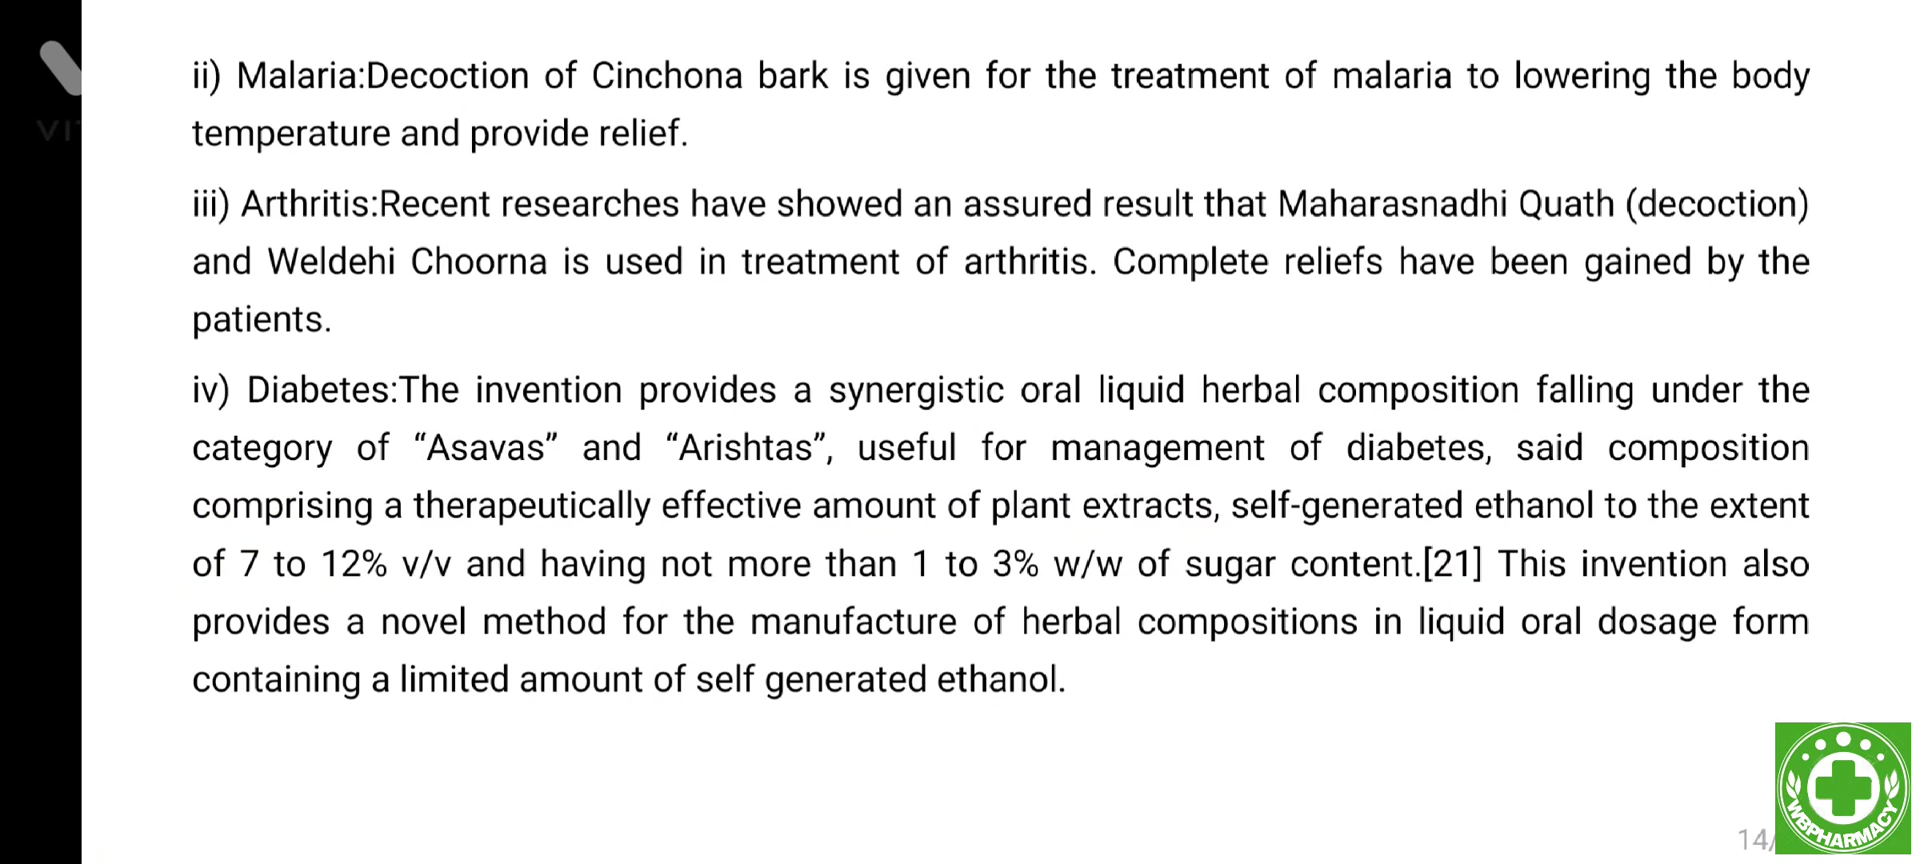 ii) Malaria:Decoction of Cinchona bark is given for the treatment of malaria to lowering the body
temperature and provide relief.
iii) Arthritis:Recent researches have showed an assured result that Maharasnadhi Quath (decoction)
and Weldehi Choorna is used in treatment of arthritis. Complete reliefs have been gained by the
patients.
iv) Diabetes:The invention provides a synergistic oral liquid herbal composition falling under the
category of “Asavas” and “Arishtas”, useful for management of diabetes, said composition
comprising a therapeutically effective amount of plant extracts, self-generated ethanol to the extent
of 7 to 12% v/v and having not more than 1 to 3% w/w of sugar content.[21] This invention also
provides a novel method for the manufacture of herbal compositions in liquid oral dosage form
containing a limited amount of self generated ethanol.
WBPHARMACY
14/